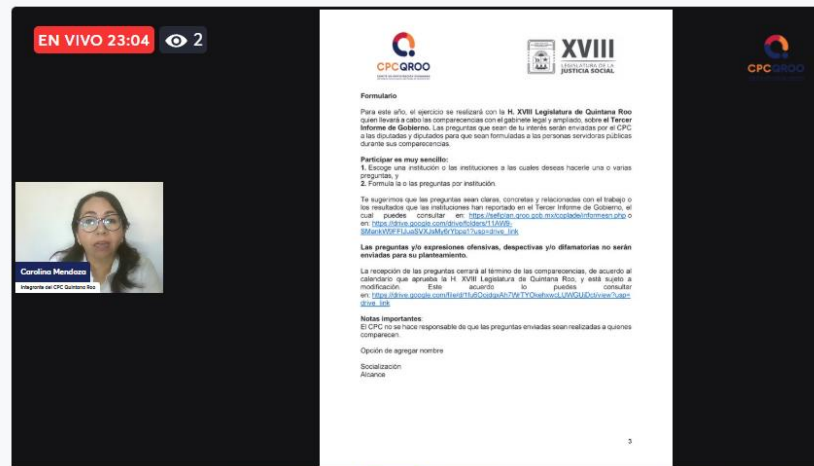 EN VIVO 23:04 2
CPCQROO
XVIII
LEGISLATURA DE LA
JUSTICIA SOCIAL
CPCQROO
Formulario
Para este año, el ejercicio se realizará con la H. XVIII Legislatura de Quintana Roo
quien llevará a cabo las comparecencias con el gabinete legal y ampliado, sobre el Tercer
Informe de Gobierno. Las preguntas que sean de tu interés serán enviadas por el CPC
a las diputadas y diputados para que sean formuladas a las personas servidoras públicas
durante sus comparecencias.
Participar es muy sencillo:
1. Escoge una institución o las instituciones a las cuales deseas hacerle una o varias
preguntas, y
2. Formula la o las preguntas por institución.
Te sugerimos que las preguntas sean claras, concretas y relacionadas con el trabajo o
los resultados que las instituciones han reportado en el Tercer Informe de Gobierno, el
cual puedes consultar en: https://sefiplan.qroo.gob.mx/coplade/informesn.php o
en: 
Las preguntas y/o expresiones ofensivas, despectivas y/o difamatorias no serán
enviadas para su planteamiento.
La recepción de las preguntas cerrará al término de las comparecencias, de acuerdo al
calendario que aprueba la H. XVIII Legislatura de Quintana Roo, y está sujeto a
modificación. Este acuerdo lo puedes consultar
en:
drive_link
Notas importantes:
El CPC no se hace responsable de que las preguntas enviadas sean realizadas a quienes
comparecen.
Opción de agregar nombre
Socialización
Alcance
3
Carolina Mendoza
Integrante del CPC Quintana Roo